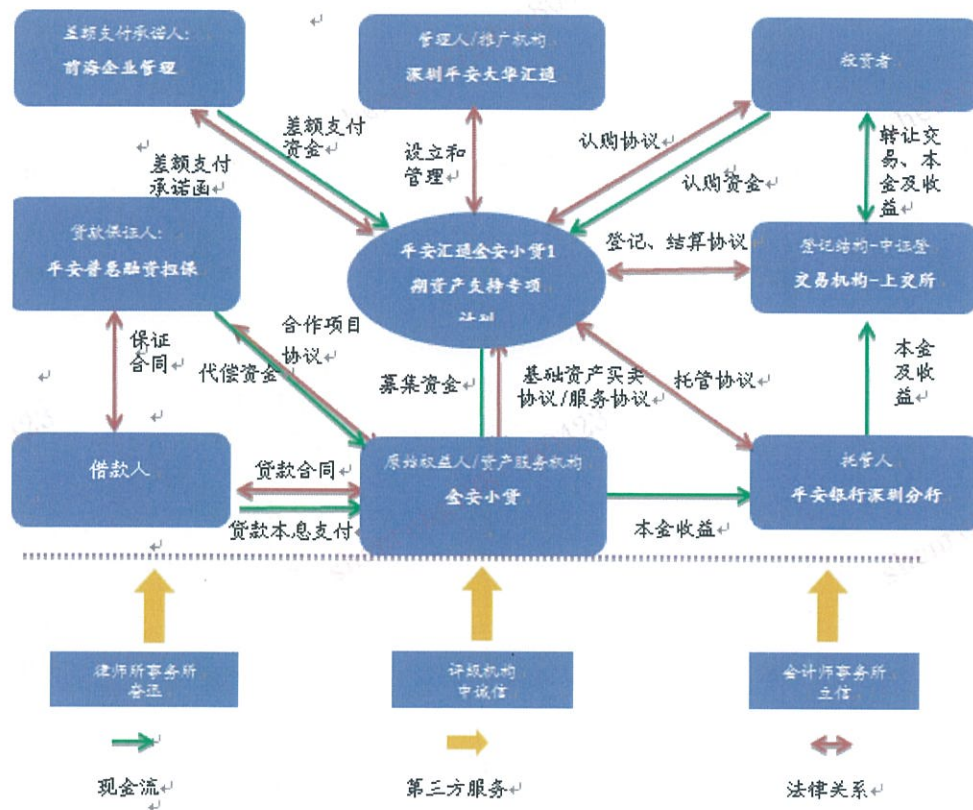 差额支付承诺人:
前海企业管理
管理人/推广机构
深圳平安大华汇通
投资者
差额支付
资金
差额支付
承诺函
设立和
管理
认购协议
认购资金
转让交
易、本
金及收
益
贷款保证人:
平安普惠融资担保
平安汇通金安小贷1
期资产支持专项
计划
登记、结算协议
登记结构-中证登
交易机构-上交所
保证
合同
合作项目
协议
代偿资金
募集资金
基础资产买卖
协议/服务协议
托管协议
本金
及收
益
借款人
贷款合同
贷款本息支付
原始权益人/资产服务机构
金安小贷
本金收益
托管人
平安银行深圳分行
律师所事务所
评级机构
中诚信
会计师事务所
立信
现金流
第三方服务
法律关系